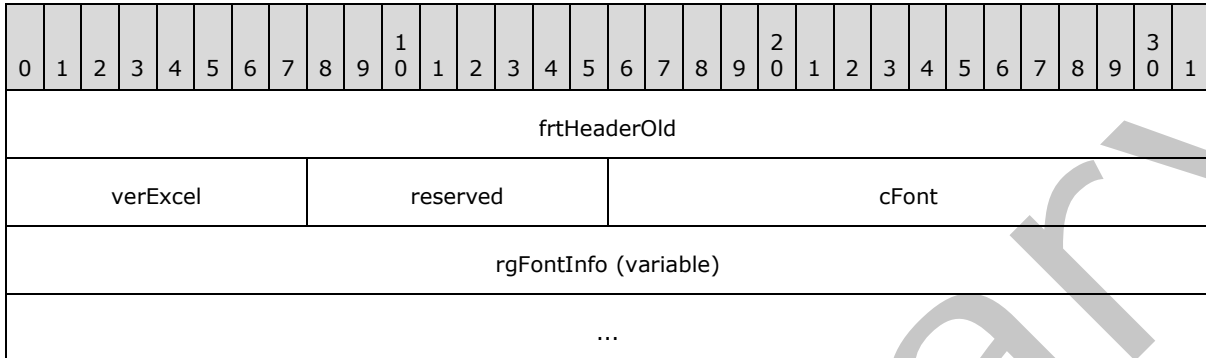 0 1 2 3 4 5 6 7 8 9 1 0 1 2 3 4 5 6 7 8 9 2 0 1 2 3 4 5 6 7 8 9 3 0 1
frtHeaderOld
verExcel reserved cFont
rgFontInfo (variable)
...